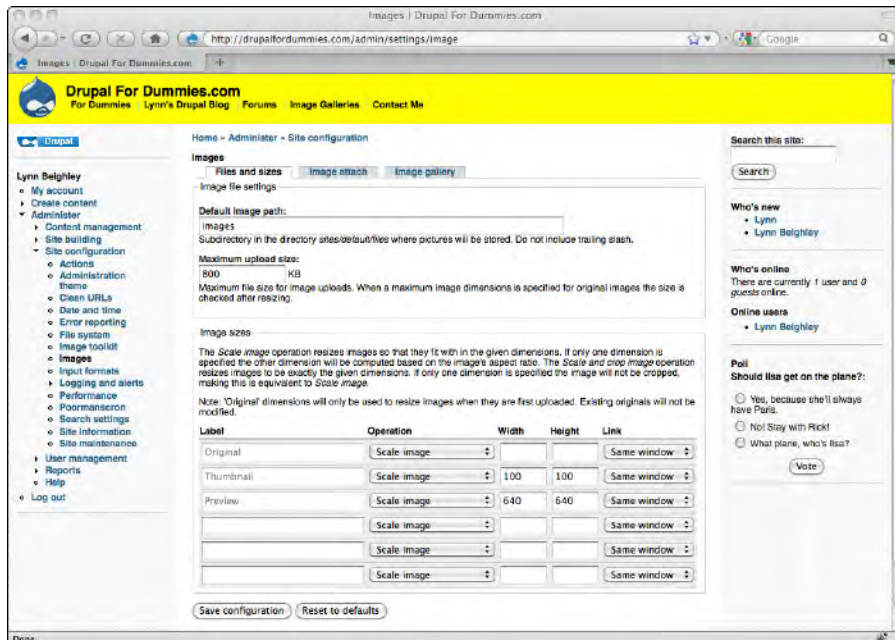 Images | Drupal For Dummies.com
http://drupalfordummies.com/admin/settings/image
Google
Images | Drupal For Dummies.com
Drupal For Dummies.com
For Dummies Lynn's Drupal Blog Forums Image Galleries Contact Me
Drupal
Lynn Beighley
My account
Create content
Administer
Content management
Site building
Site configuration
Actions
Administration
theme
Clean URLs
Date and time
Error reporting
File system
Image toolkit
Images
Input formats
Logging and alerts
Performance
Poormanscron
Search settings
Site information
Site maintenance
User management
Reports
Help
Log out
Home » Administer » Site configuration
Images
Files and sizes Image attach Image gallery
Image file settings
Default image path:
images
Subdirectory in the directory sites/default/files where pictures will be stored. Do not include trailing slash.
Maximum upload size:
800 KB
Maximum file size for image uploads. When a maximum image dimensions is specified for original images the size is
checked after resizing.
Image sizes
The Scale image operation resizes images so that they fit with in the given dimensions. If only one dimension is
specified the other dimension will be computed based on the image's aspect ratio. The Scale and crop image operation
resizes images to be exactly the given dimensions. If only one dimension is specified the image will not be cropped,
making this is equivalent to Scale image.
Note: 'Original' dimensions will only be used to resize images when they are first uploaded. Existing originals will not be
modified.
Label Operation Width Height Link
Original Scale image Same window
Thumbnail Scale image 100 100 Same window
Preview Scale image 640 640 Same window
Scale image Same window
Scale image Same window
Scale image Same window
Save configuration Reset to defaults
Search this site:
Search
Who's new
Lynn
Lynn Beighley
Who's online
There are currently 1 user and 0
guests online.
Online users
Lynn Beighley
Poll
Should Ilsa get on the plane?:
Yes, because she'll always
have Paris.
No! Stay with Rick!
What plane, who's Ilsa?
Vote
Done